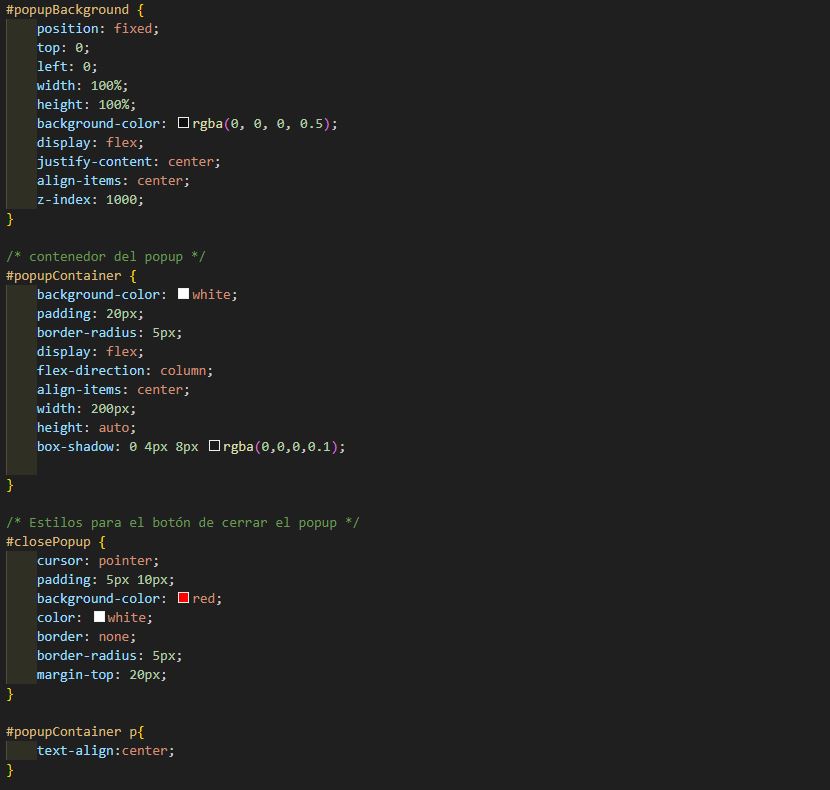 #popupBackground {
    position: fixed;
    top: 0;
    left: 0;
    width: 100%;
    height: 100%;
    background-color: rgba(0, 0, 0, 0.5);
    display: flex;
    justify-content: center;
    align-items: center;
    z-index: 1000;
}

/* contenedor del popup */
#popupContainer {
    background-color: white;
    padding: 20px;
    border-radius: 5px;
    display: flex;
    flex-direction: column;
    align-items: center;
    width: 200px;
    height: auto;
    box-shadow: 0 4px 8px rgba(0,0,0,0.1);

}

/* Estilos para el botón de cerrar el popup */
#closePopup {
    cursor: pointer;
    padding: 5px 10px;
    background-color: red;
    color: white;
    border: none;
    border-radius: 5px;
    margin-top: 20px;
}

#popupContainer p{
    text-align:center;
}